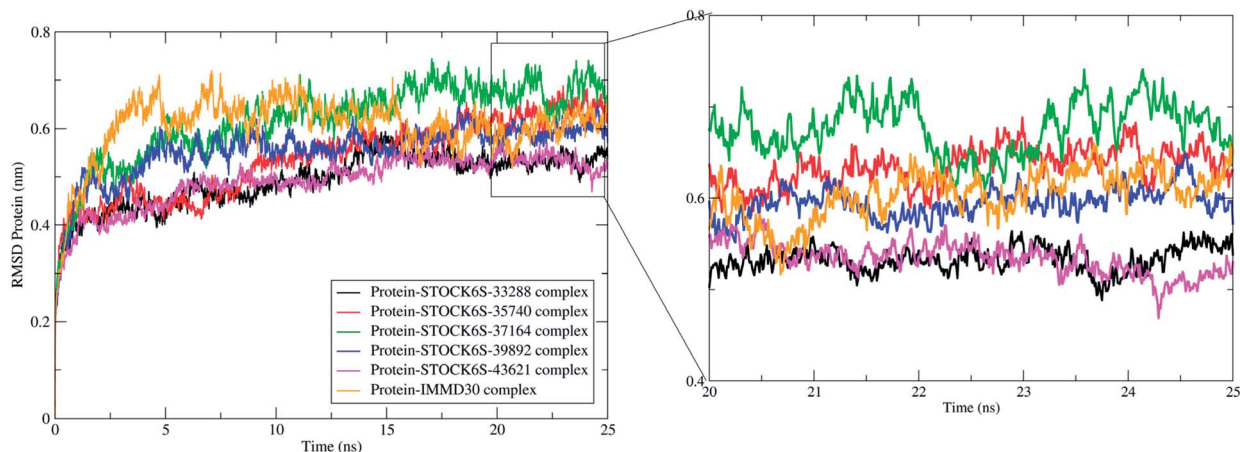 0.8
0.6
0.4
0.2
0
RMSD Protein (nm)
0 5 10 15 20 25
Time (ns)
Protein-STOCK6S-33288 complex
Protein-STOCK6S-35740 complex
Protein-STOCK6S-37164 complex
Protein-STOCK6S-39892 complex
Protein-STOCK6S-43621 complex
Protein-IMMD30 complex
0.8
0.6
0.4
20 21 22 23 24 25
Time (ns)